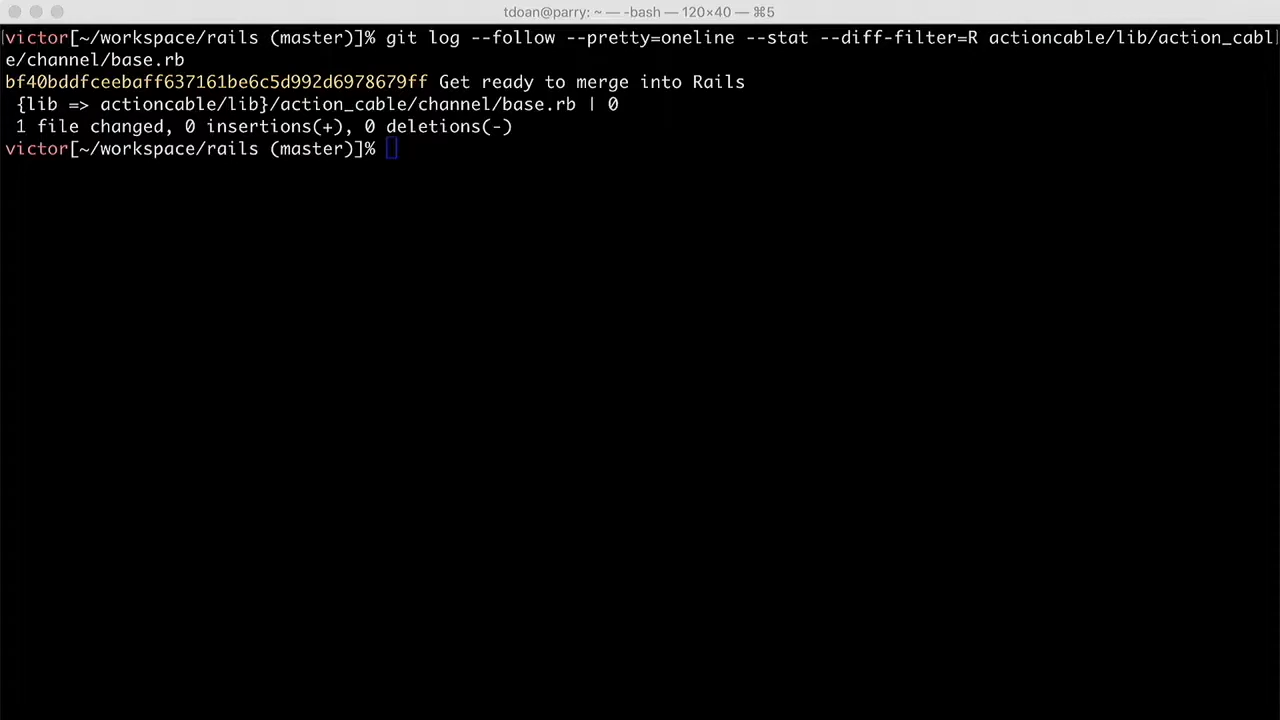 tdoan@parry: ~ — -bash — 120×40 — ⌘5
victor[~/workspace/rails (master)]% git log --follow --pretty=oneline --stat --diff-filter=R actioncable/lib/action_cabl
e/channel/base.rb
bf40bddfceebaff637161be6c5d992d6978679ff Get ready to merge into Rails
{lib => actioncable/lib}/action_cable/channel/base.rb | 0
1 file changed, 0 insertions(+), 0 deletions(-)
victor[~/workspace/rails (master)]%